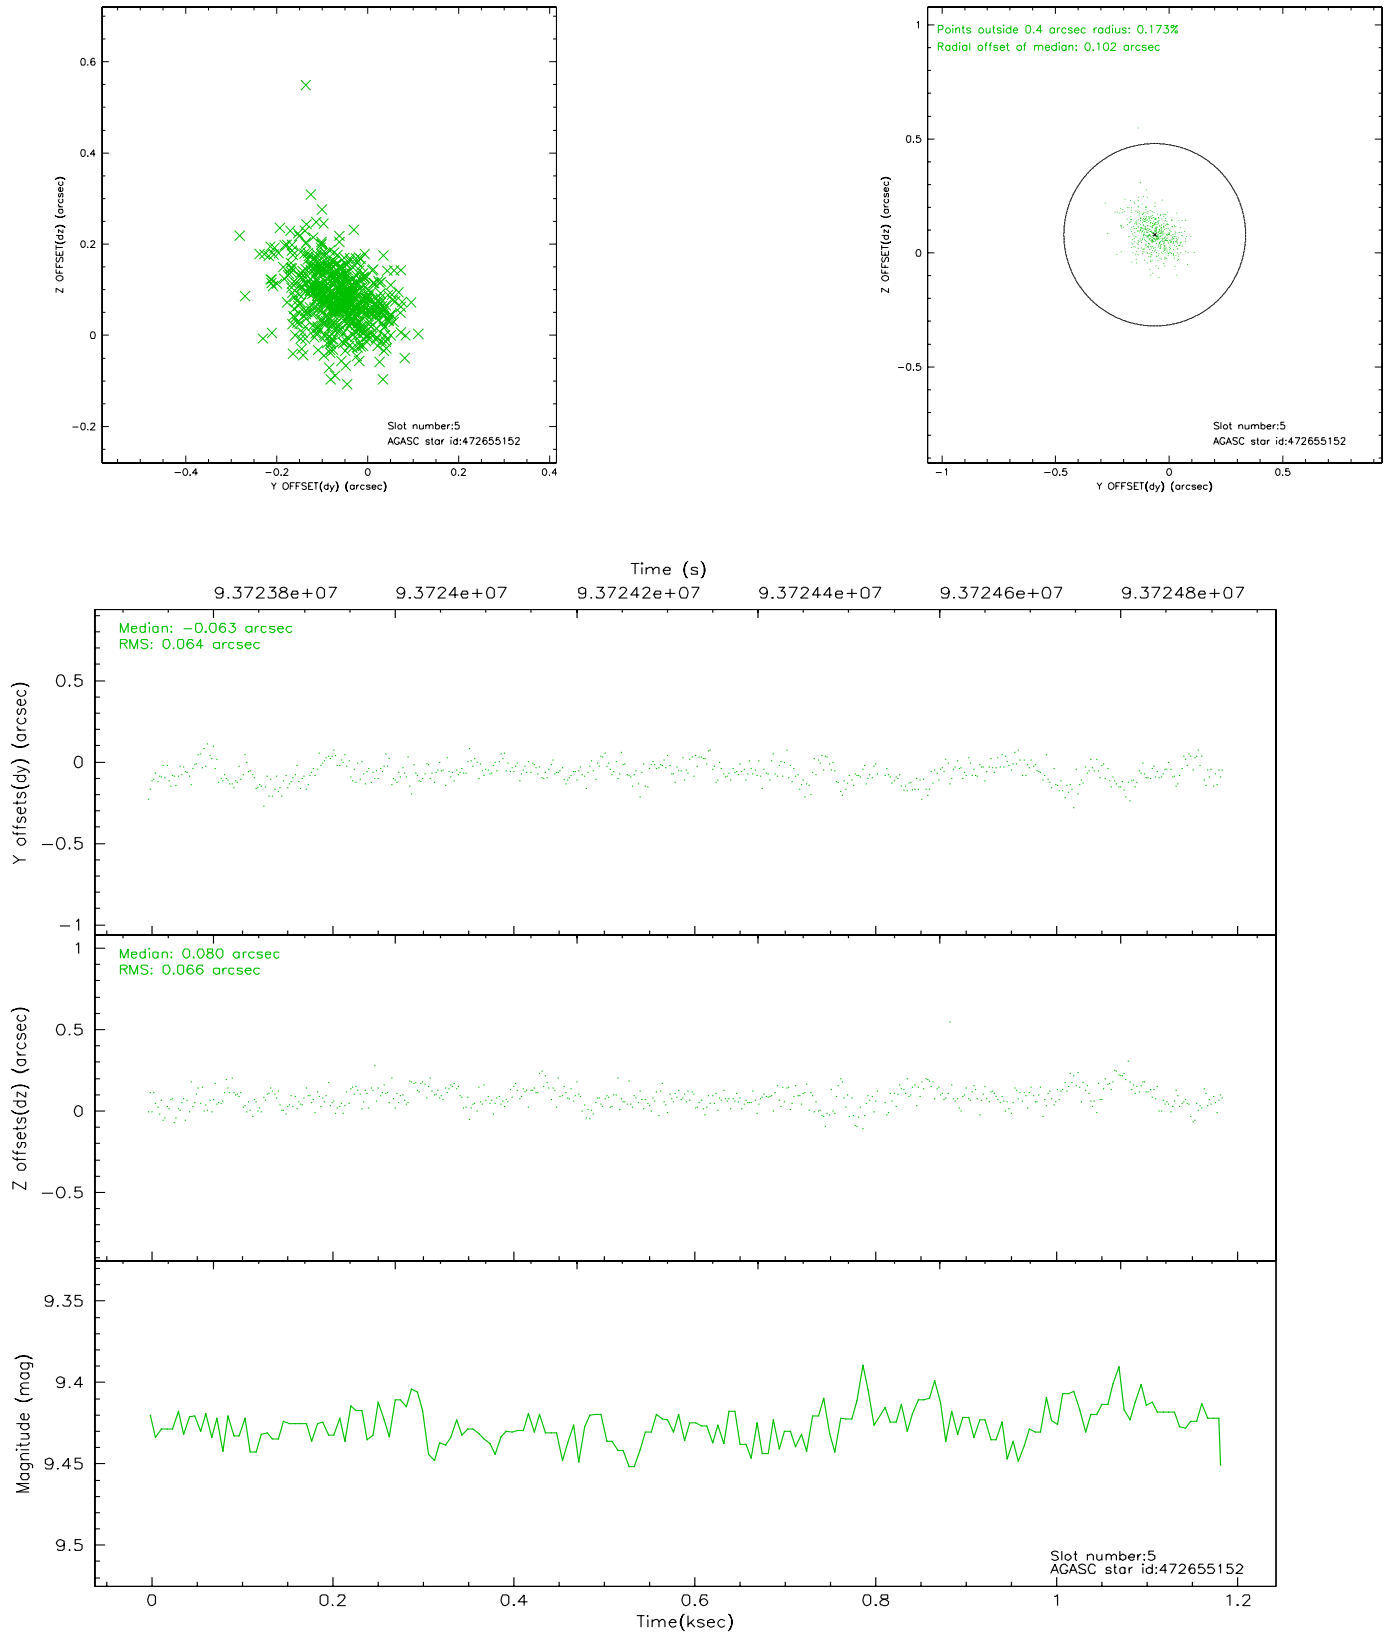 0.6
0.4
0.2
0
−0.2
Z OFFSET(dz) (arcsec)
Slot number:5
AGASC star id:472655152
−0.4 −0.2 0 0.2 0.4
Y OFFSET(dy) (arcsec)
Points outside 0.4 arcsec radius: 0.173%
Radial offset of median: 0.102 arcsec
1
0.5
0
−0.5
Z OFFSET(dz) (arcsec)
Slot number:5
AGASC star id:472655152
−1 −0.5 0 0.5
Y OFFSET(dy) (arcsec)
Time (s)
9.37238e+07 9.3724e+07 9.37242e+07 9.37244e+07 9.37246e+07 9.37248e+07
Median: −0.063 arcsec
RMS: 0.064 arcsec
0.5
0
−0.5
−1
Y offsets(dy) (arcsec)
Median: 0.080 arcsec
RMS: 0.066 arcsec
1
0.5
0
−0.5
Z offsets(dz) (arcsec)
9.35
9.4
9.45
9.5
Magnitude (mag)
Slot number:5
AGASC star id:472655152
0 0.2 0.4 0.6 0.8 1 1.2
Time(ksec)